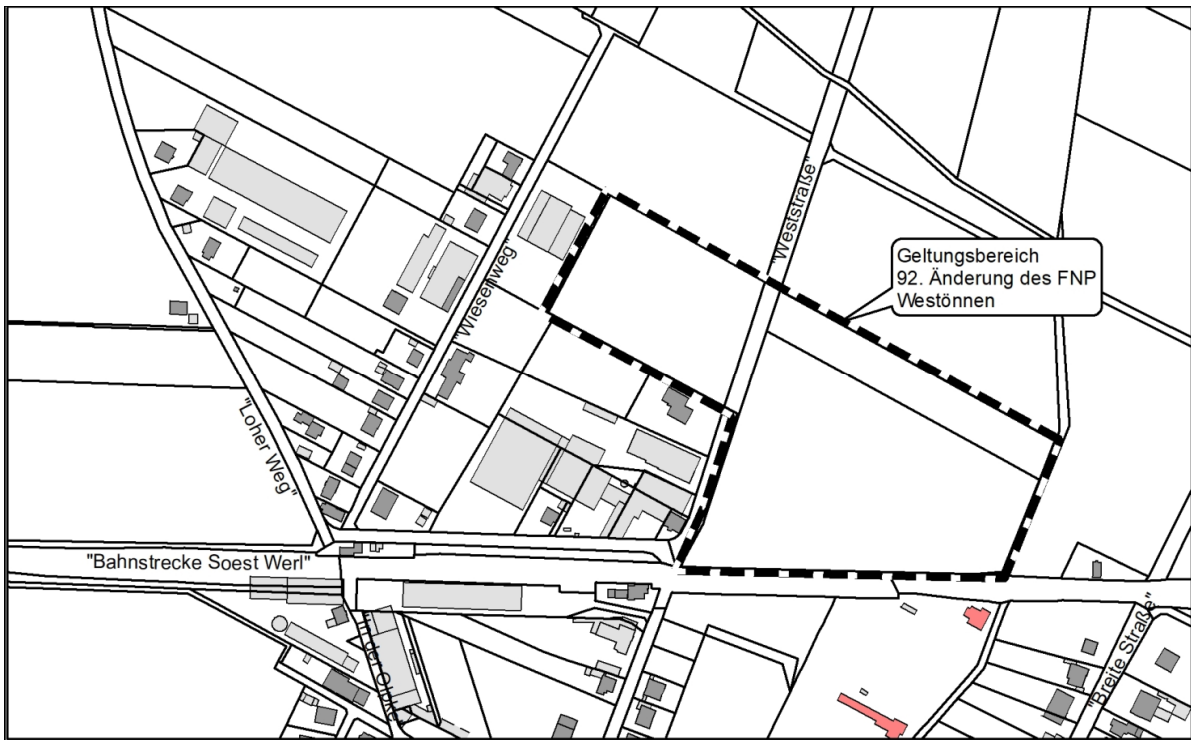 "Weststraße"
Geltungsbereich
92. Änderung des FNP
Westönnen
"Wiesenweg"
"Loher Weg"
"Bahnstrecke Soest Werl"
"Breite Straße"